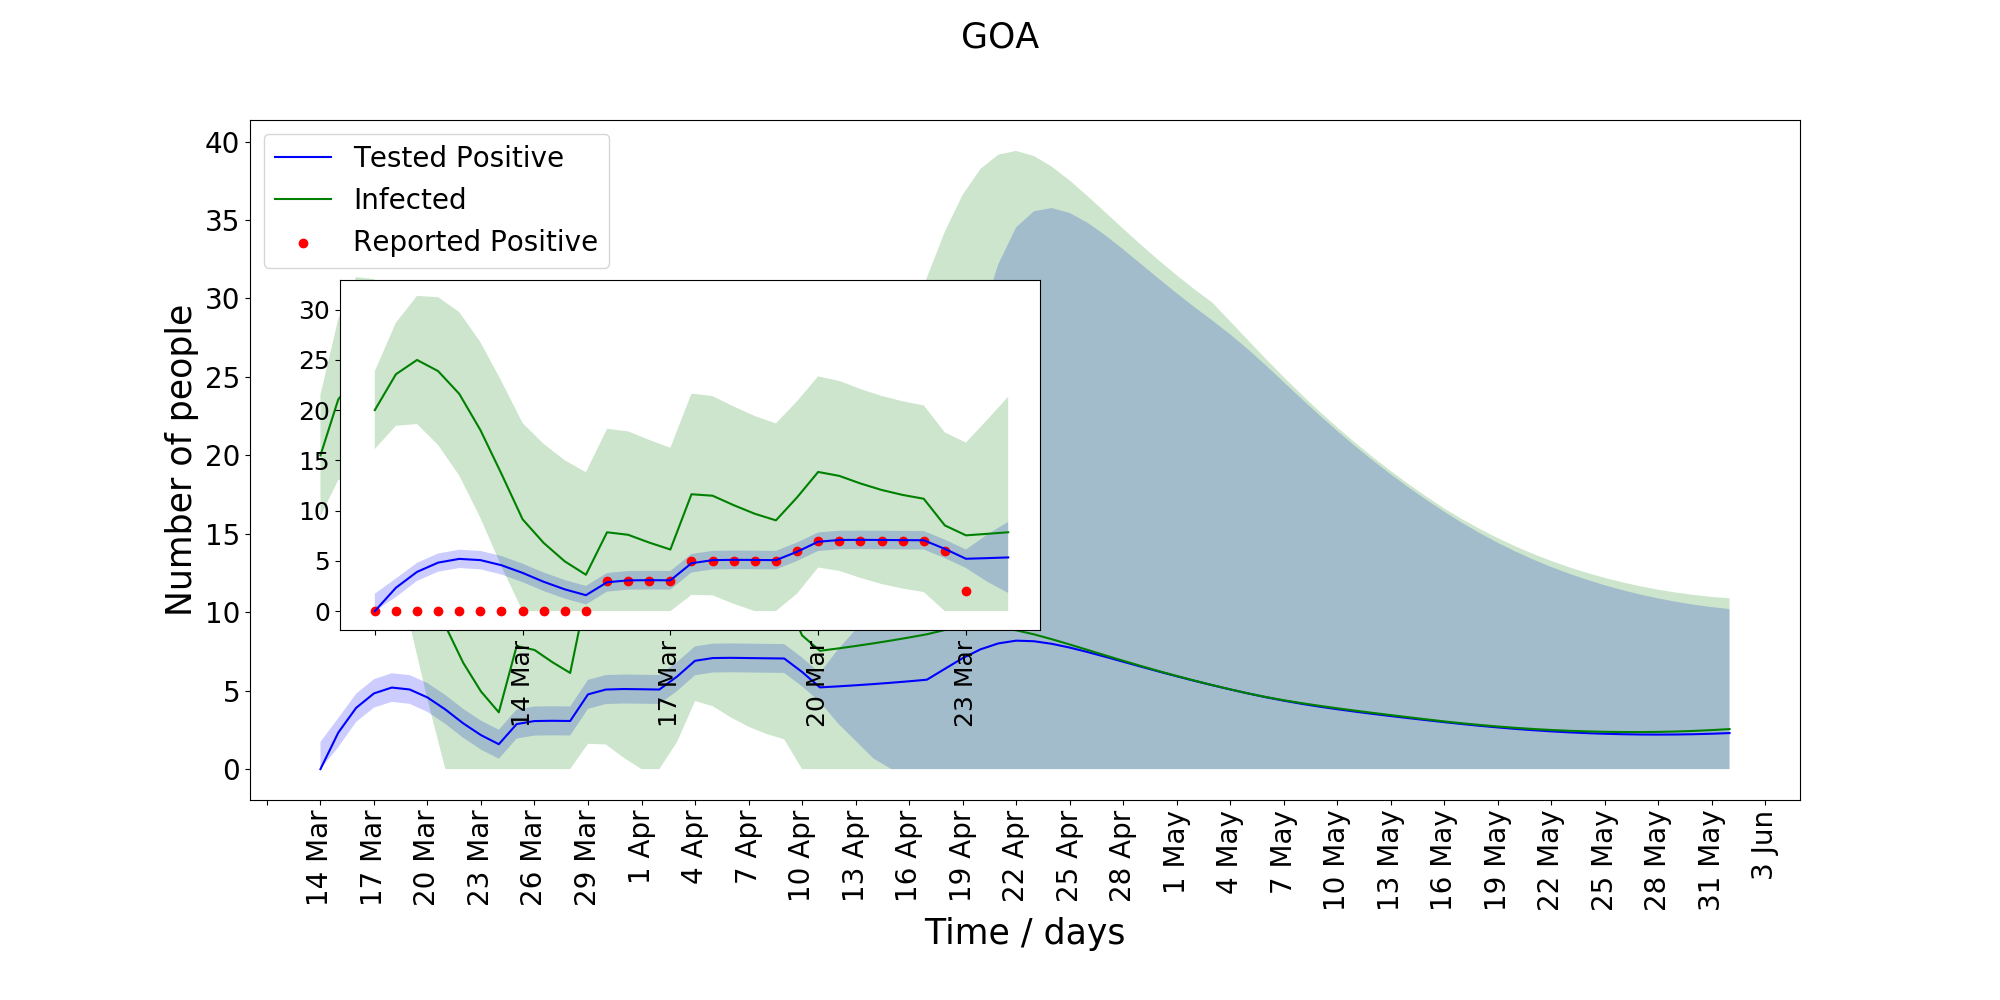 GOA
Tested Positive
Infected
Reported Positive
Number of people
40
35
30
25
20
15
10
5
0
30
25
20
15
10
5
0
14 Mar
17 Mar
20 Mar
23 Mar
14 Mar
17 Mar
20 Mar
23 Mar
26 Mar
29 Mar
1 Apr
4 Apr
7 Apr
10 Apr
13 Apr
16 Apr
19 Apr
22 Apr
25 Apr
28 Apr
1 May
4 May
7 May
10 May
13 May
16 May
19 May
22 May
25 May
28 May
31 May
3 Jun
Time / days